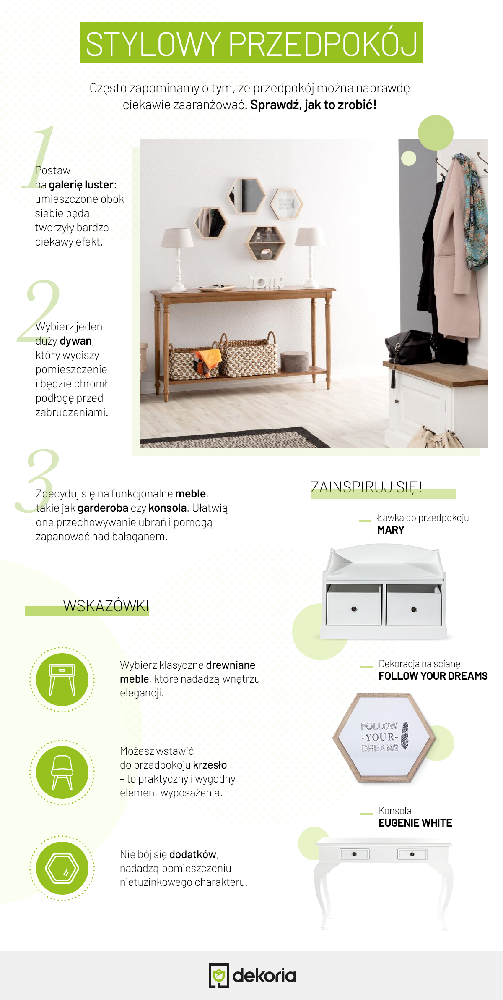 STYLOWY PRZEDPOKÓJ
Często zapominamy o tym, że przedpokój można naprawdę
ciekawie zaaranżować. Sprawdź, jak to zrobić!
1
Postaw
na galerię luster:
umieszczone obok
siebie będą
tworzyły bardzo
ciekawy efekt.
FOLLOW
-YOUR-
DREAMS
home
2
Wybierz jeden
duży dywan,
który wyciszy
pomieszczenie
i będzie chronił
podłogę przed
zabrudzeniami.
3
Zdecyduj się na funkcjonalne meble,
takie jak garderoba czy konsola. Ułatwią
one przechowywanie ubrań i pomogą
zapanować nad bałaganem.
WSKAZÓWKI
Wybierz klasyczne drewniane
meble, które nadadzą wnętrzu
elegancji.
Możesz wstawić
do przedpokoju krzesło
– to praktyczny i wygodny
element wyposażenia.
Nie bój się dodatków,
nadadzą pomieszczeniu
nietuzinkowego charakteru.
ZAINSPIRUJ SIĘ!
Ławka do przedpokoju
MARY
Dekoracja na ścianę
FOLLOW YOUR DREAMS
FOLLOW
-YOUR-
DREAMS
Konsola
EUGENIE WHITE
dekoria